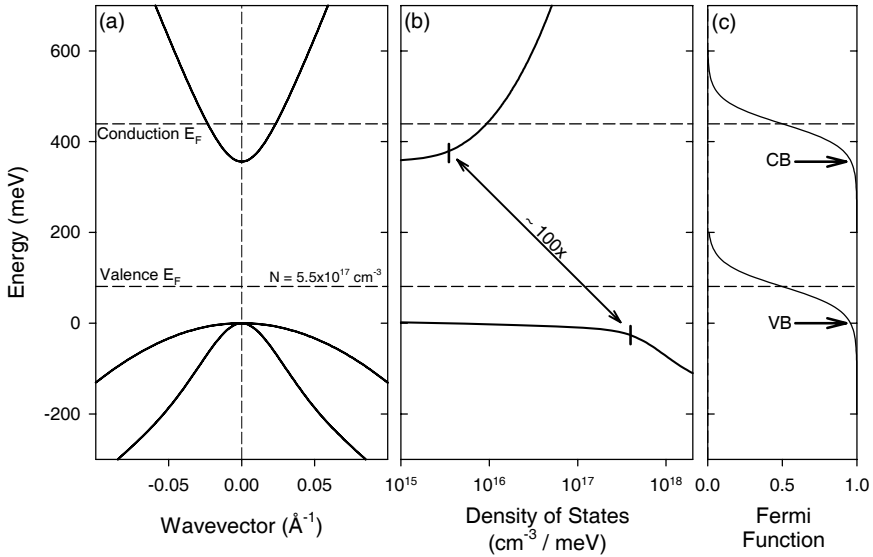 (a)
(b)
(c)
Energy (meV)
600
400
200
0
-200
Conduction E_F
Valence E_F
N = 5.5x10^17 cm^-3
-0.05
0.00
0.05
Wavevector (Å^-1)
~ 100x
10^15
10^16
10^17
10^18
Density of States
(cm^-3 / meV)
CB
VB
0.0
0.5
1.0
Fermi
Function